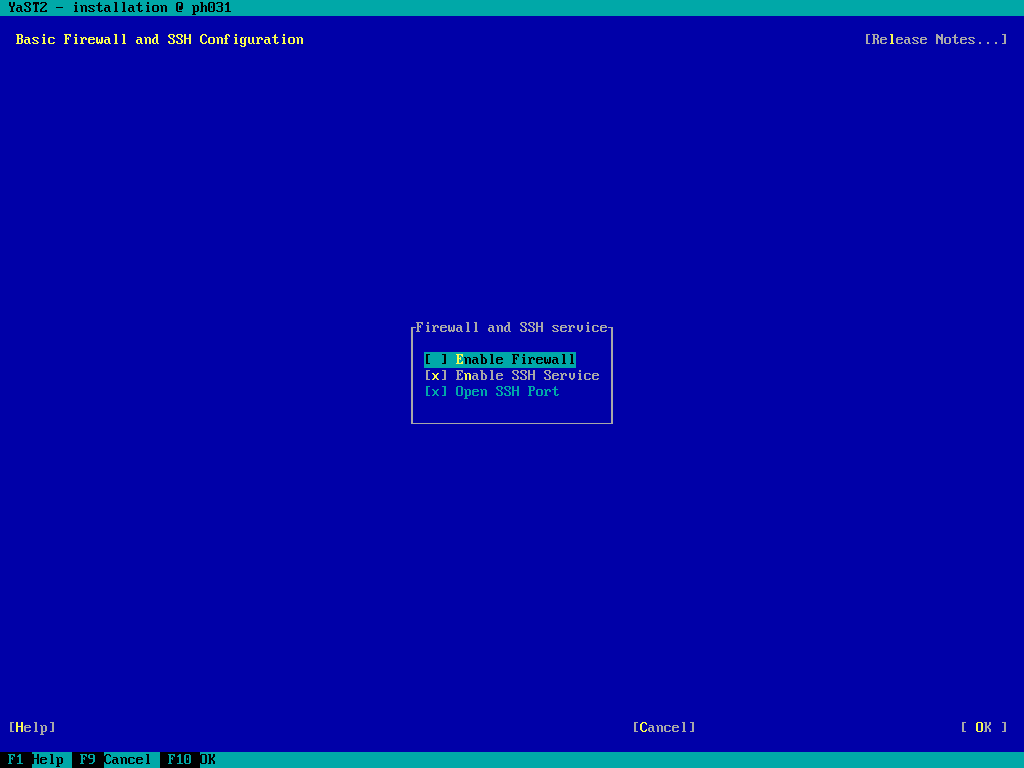 YaST2 - installation @ ph031
Basic Firewall and SSH Configuration [Release Notes...]
Firewall and SSH service
[ ] Enable Firewall
[x] Enable SSH Service
[x] Open SSH Port
[Help] [Cancel] [ OK ]
F1 Help F9 Cancel F10 OK